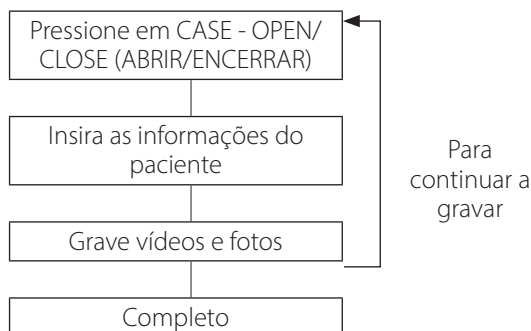 Pressione em CASE - OPEN/
CLOSE (ABRIR/ENCERRAR)
Insira as informações do
paciente
Para
continuar a
gravar
Grave vídeos e fotos
Completo